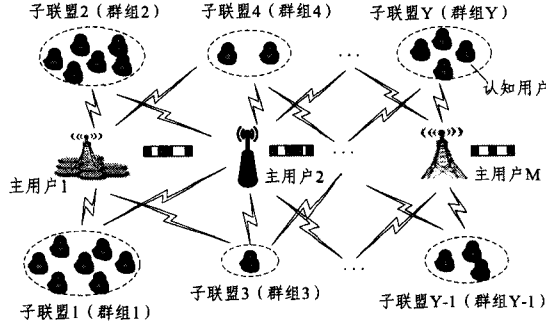 子联盟2（群组2）
子联盟4（群组4）
子联盟Y（群组Y）
认知用户
主用户1
主用户2
主用户M
子联盟1（群组1）
子联盟3（群组3）
子联盟Y-1（群组Y-1）